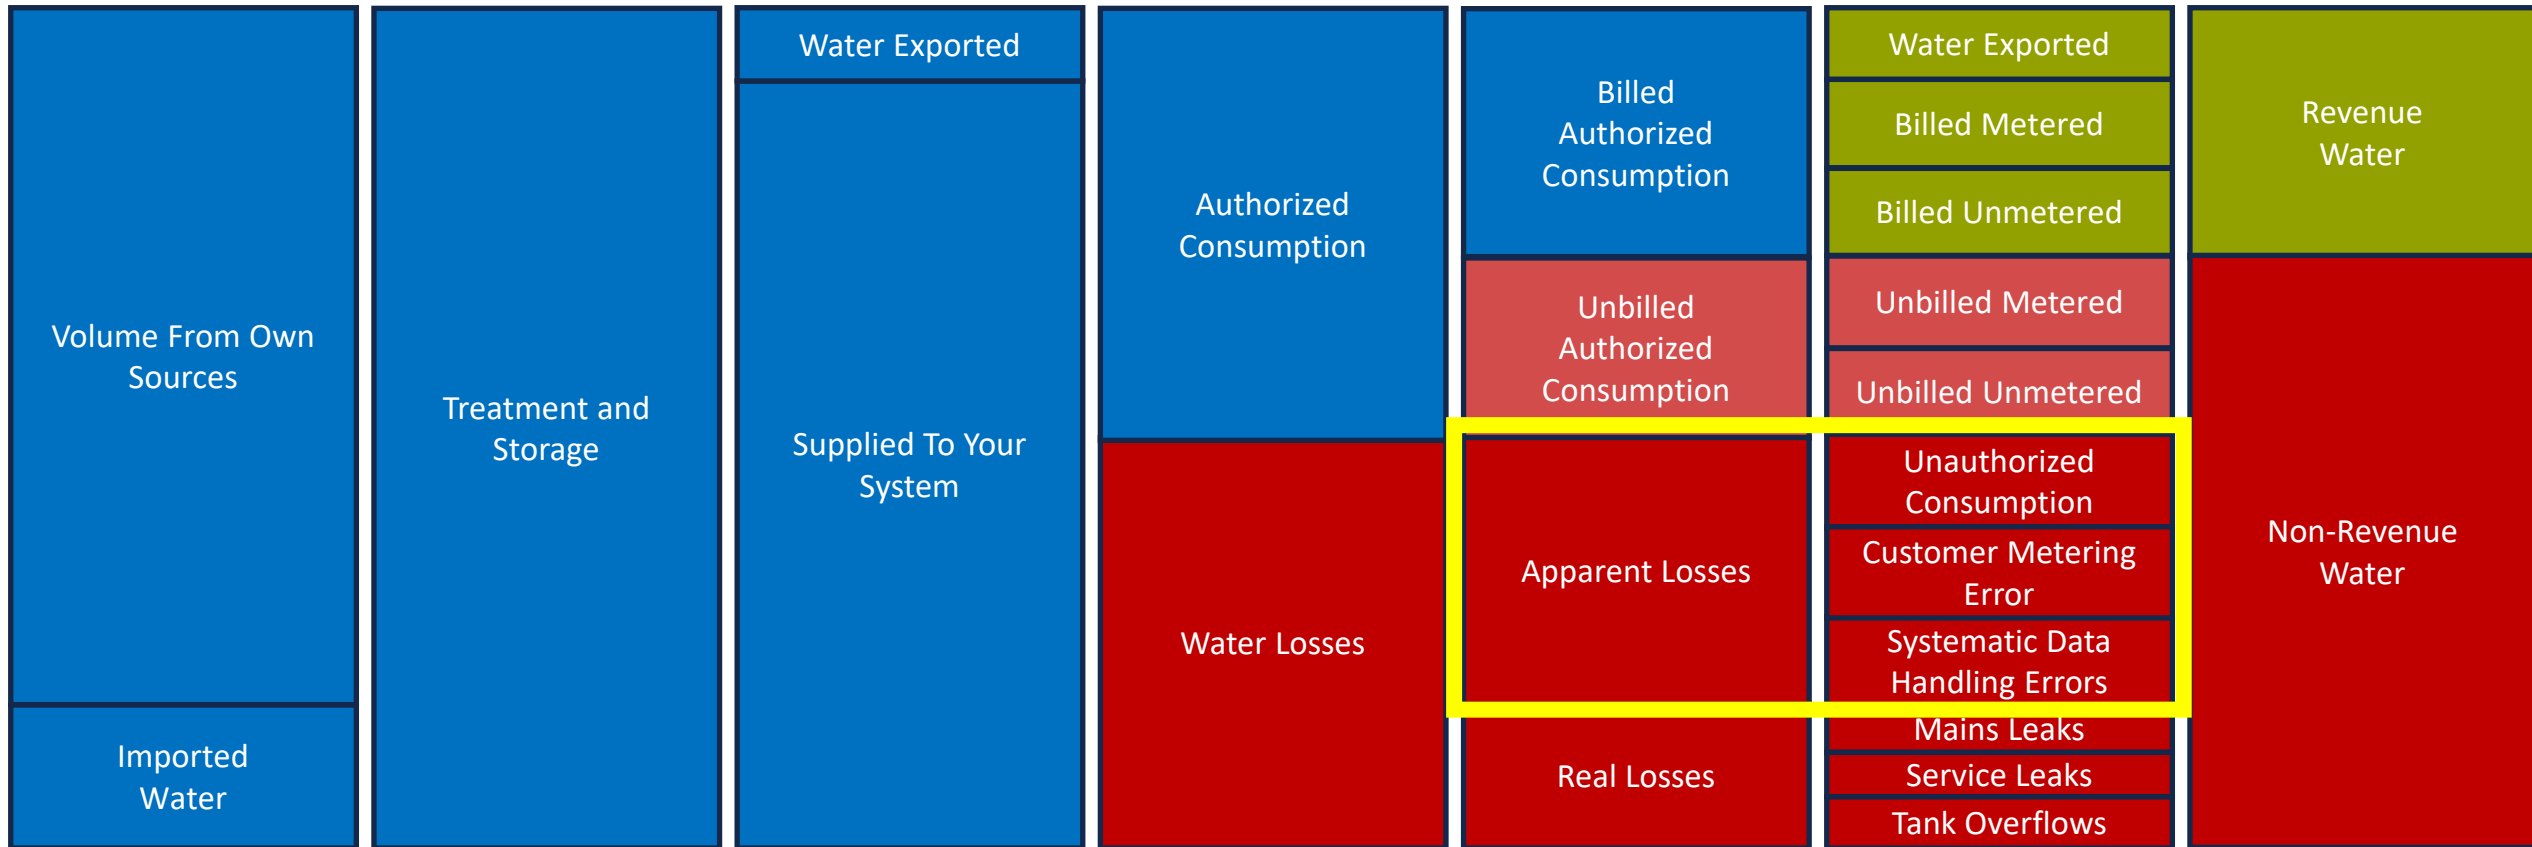 Volume From Own
Sources
Imported
Water
Treatment and
Storage
Water Exported
Supplied To Your
System
Authorized
Consumption
Water Losses
Billed
Authorized
Consumption
Unbilled
Authorized
Consumption
Apparent Losses
Real Losses
Water Exported
Billed Metered
Billed Unmetered
Unbilled Metered
Unbilled Unmetered
Unauthorized
Consumption
Customer Metering
Error
Systematic Data
Handling Errors
Mains Leaks
Service Leaks
Tank Overflows
Revenue
Water
Non-Revenue
Water